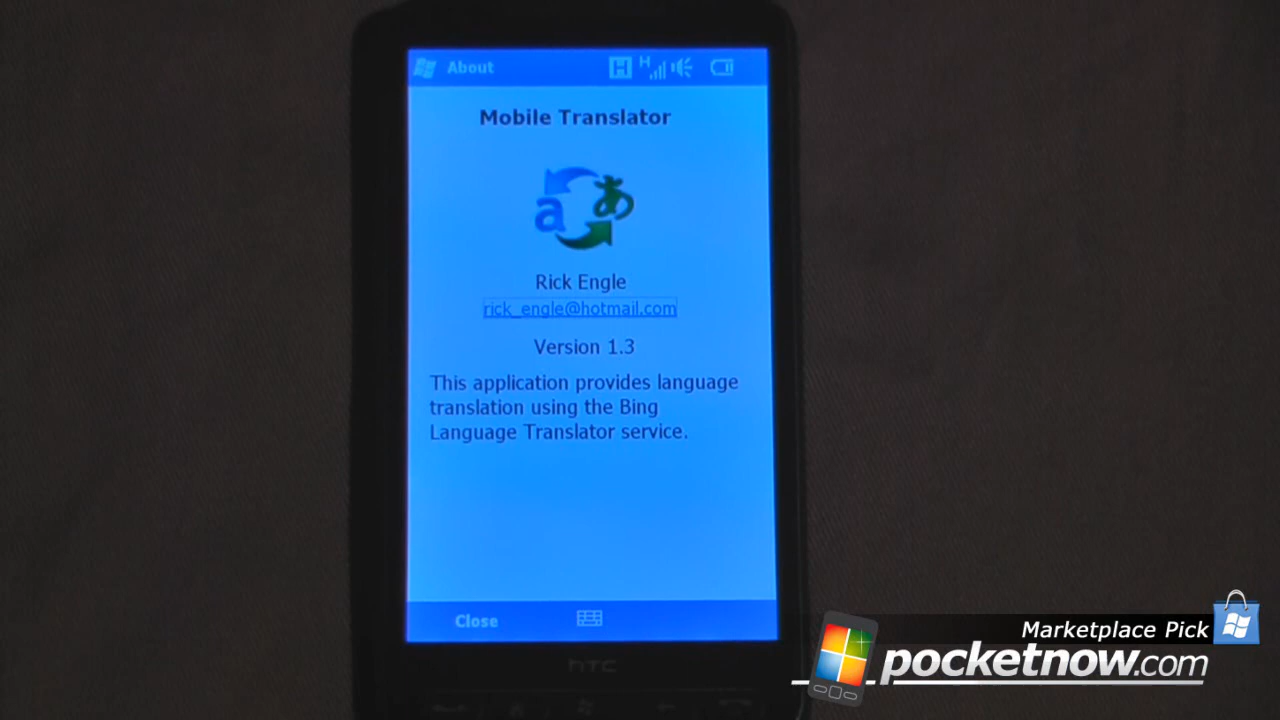 About
H
H
Mobile Translator
a あ
Rick Engle
rick_engle@hotmail.com
Version 1.3
This application provides language
translation using the Bing
Language Translator service.
Close
hTC
Marketplace Pick
pocketnow.com